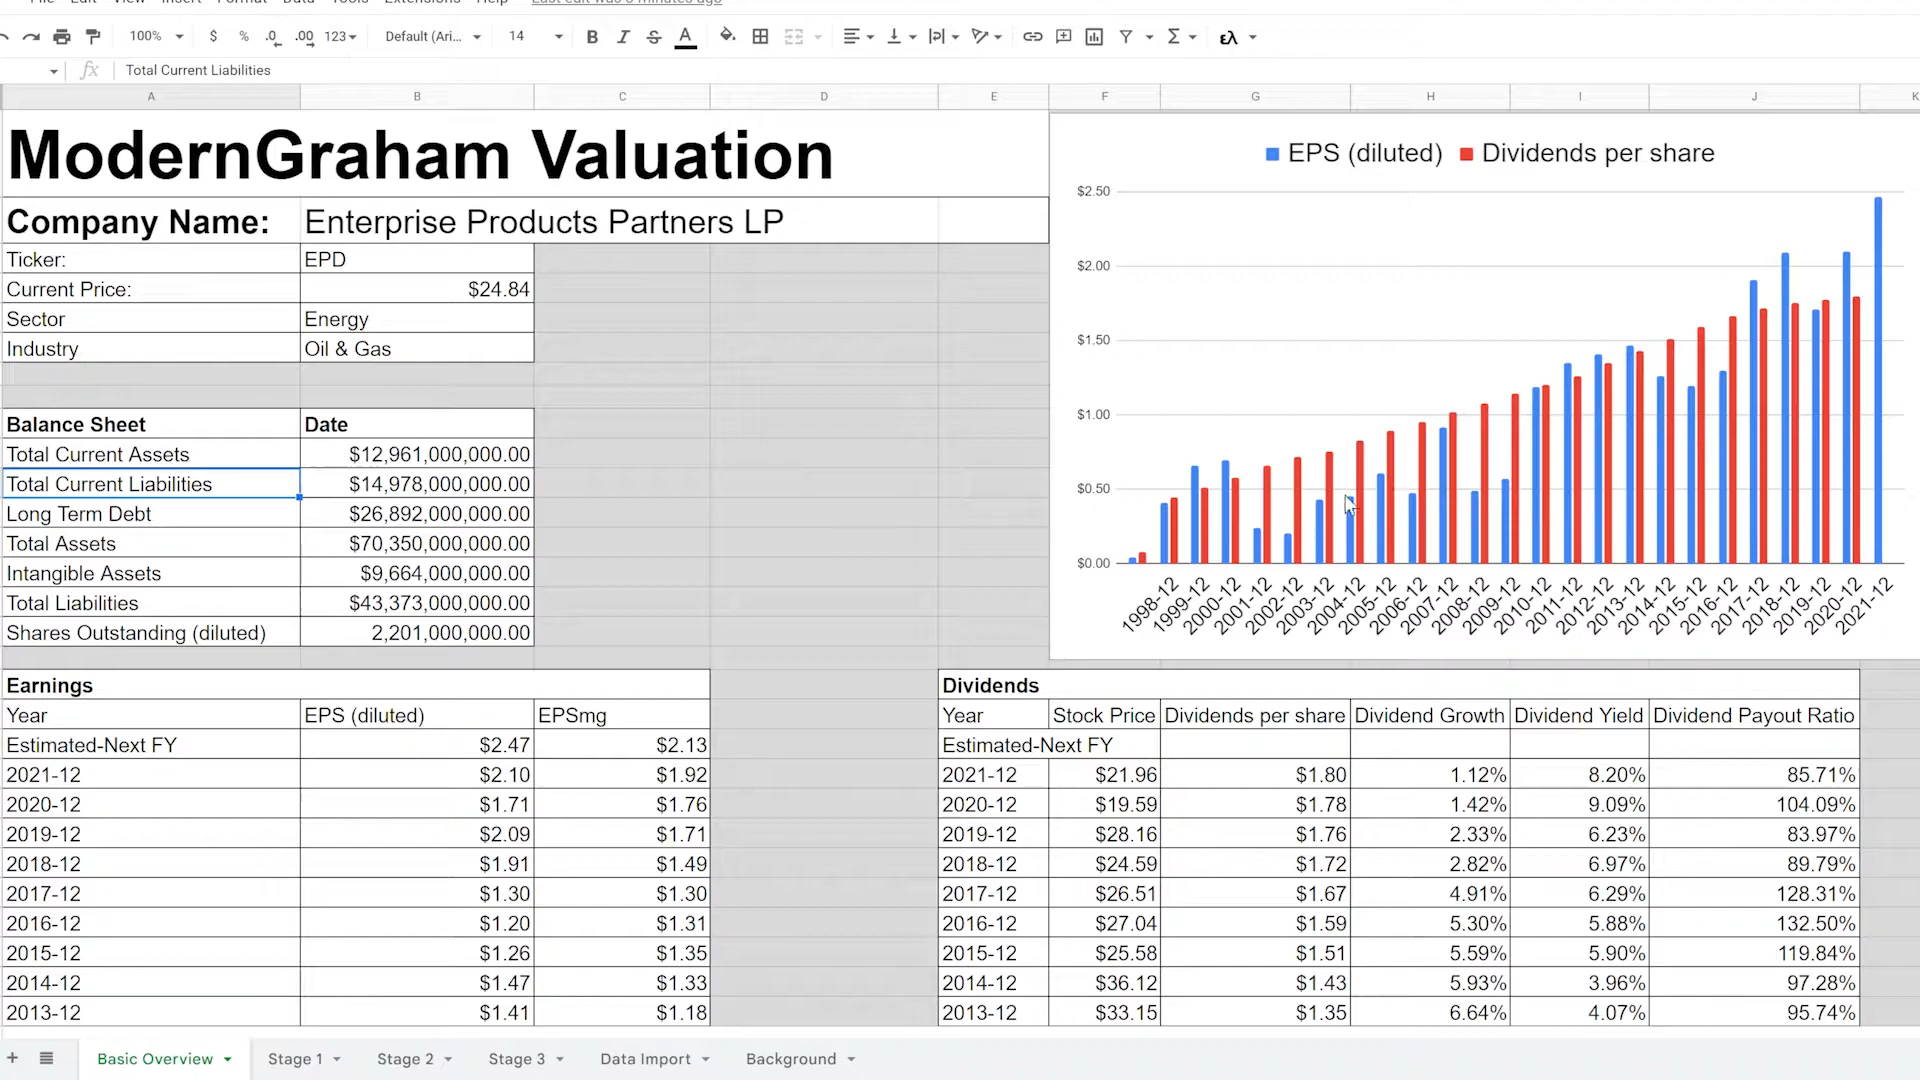 File Edit View Insert Format Data Tools Extensions Help Last edit was 6 minutes ago
100% $ % .0 .00 123 Default (Ari... 14 B I S A Σ ελ
fx Total Current Liabilities
A B C D E F G H I J K
ModernGraham Valuation
Company Name: Enterprise Products Partners LP
Ticker: EPD
Current Price: $24.84
Sector Energy
Industry Oil & Gas
Balance Sheet Date
Total Current Assets $12,961,000,000.00
Total Current Liabilities $14,978,000,000.00
Long Term Debt $26,892,000,000.00
Total Assets $70,350,000,000.00
Intangible Assets $9,664,000,000.00
Total Liabilities $43,373,000,000.00
Shares Outstanding (diluted) 2,201,000,000.00
EPS (diluted) Dividends per share
$2.50
$2.00
$1.50
$1.00
$0.50
$0.00
1998-12 1999-12 2000-12 2001-12 2002-12 2003-12 2004-12 2005-12 2006-12 2007-12 2008-12 2009-12 2010-12 2011-12 2012-12 2013-12 2014-12 2015-12 2016-12 2017-12 2018-12 2019-12 2020-12 2021-12
Earnings
Year EPS (diluted) EPSmg
Estimated-Next FY $2.47 $2.13
2021-12 $2.10 $1.92
2020-12 $1.71 $1.76
2019-12 $2.09 $1.71
2018-12 $1.91 $1.49
2017-12 $1.30 $1.30
2016-12 $1.20 $1.31
2015-12 $1.26 $1.35
2014-12 $1.47 $1.33
2013-12 $1.41 $1.18
Dividends
Year Stock Price Dividends per share Dividend Growth Dividend Yield Dividend Payout Ratio
Estimated-Next FY
2021-12 $21.96 $1.80 1.12% 8.20% 85.71%
2020-12 $19.59 $1.78 1.42% 9.09% 104.09%
2019-12 $28.16 $1.76 2.33% 6.23% 83.97%
2018-12 $24.59 $1.72 2.82% 6.97% 89.79%
2017-12 $26.51 $1.67 4.91% 6.29% 128.31%
2016-12 $27.04 $1.59 5.30% 5.88% 132.50%
2015-12 $25.58 $1.51 5.59% 5.90% 119.84%
2014-12 $36.12 $1.43 5.93% 3.96% 97.28%
2013-12 $33.15 $1.35 6.64% 4.07% 95.74%
Basic Overview Stage 1 Stage 2 Stage 3 Data Import Background